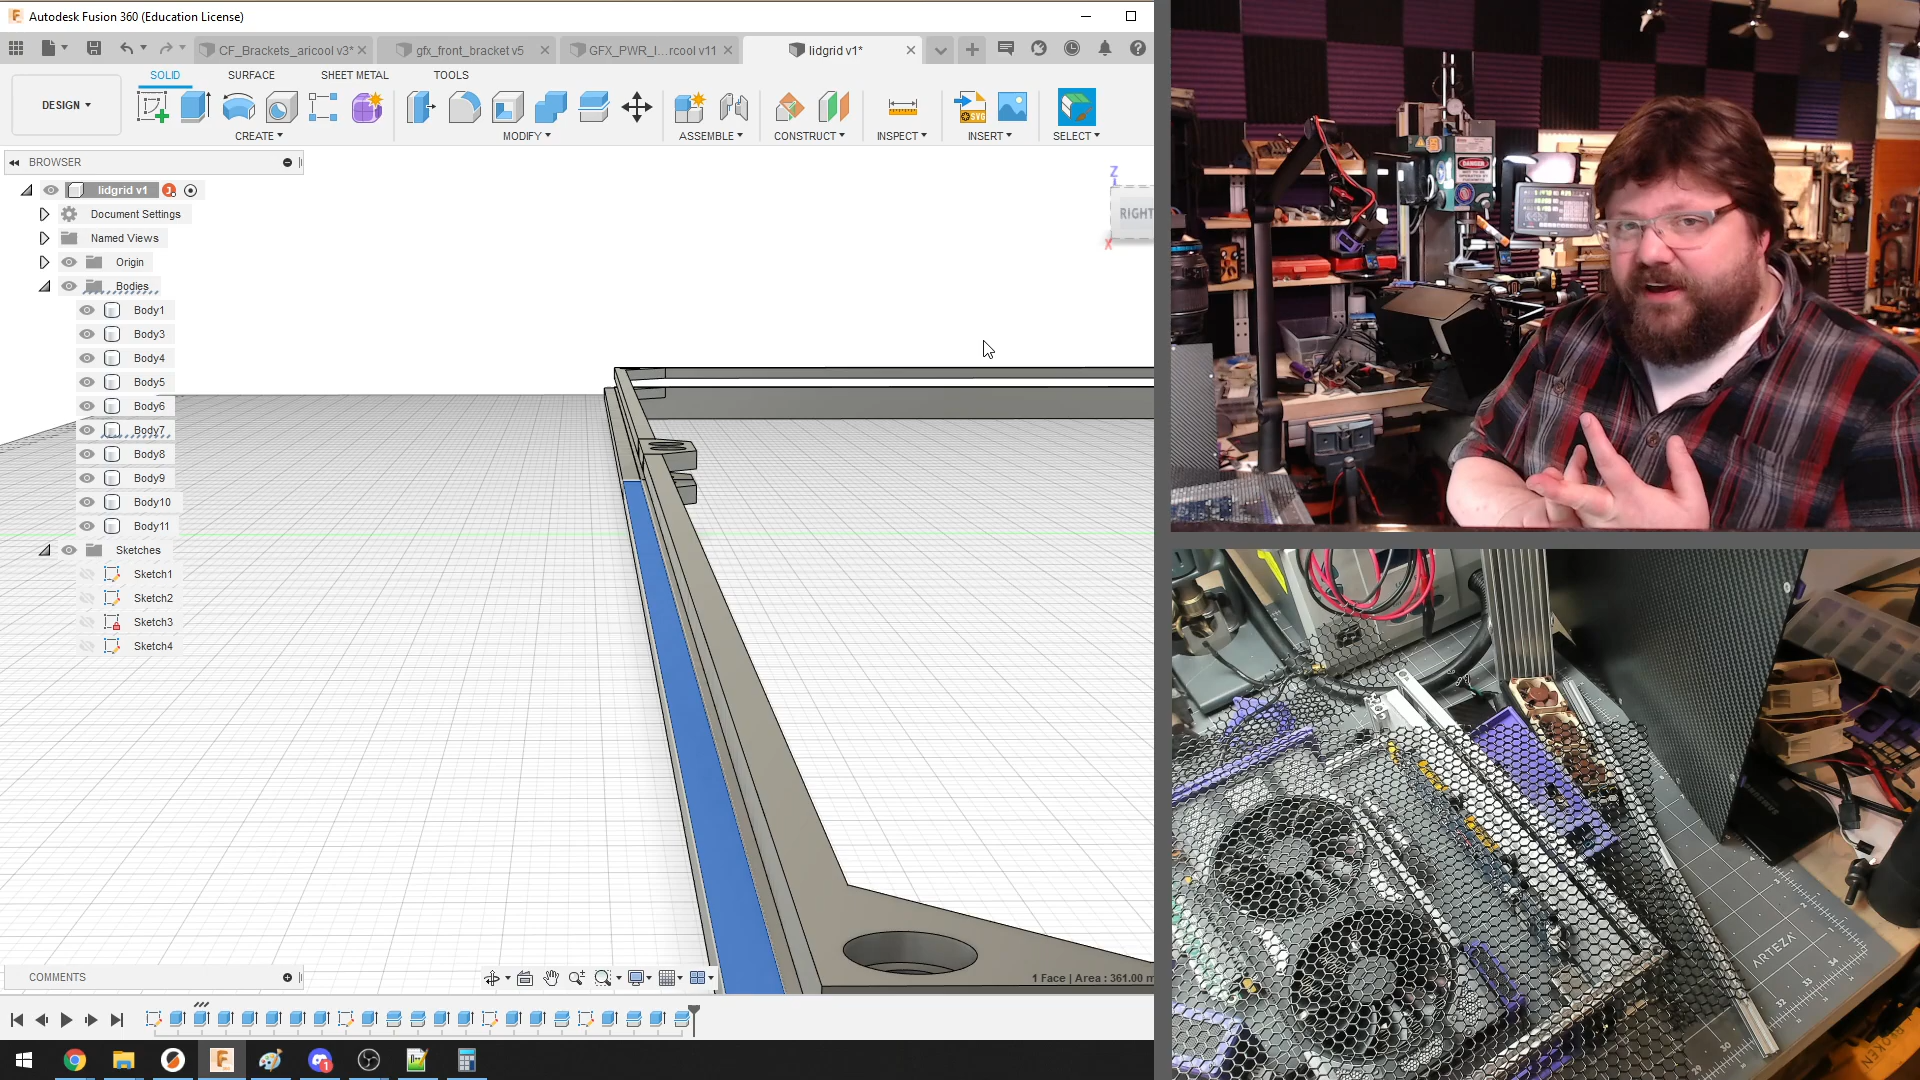 Autodesk Fusion 360 (Education License)
CF_Brackets_aricool v3*
gfx_front_bracket v5
GFX_PWR_I...rcool v11
lidgrid v1*
DESIGN
SOLID
SURFACE
SHEET METAL
TOOLS
CREATE
MODIFY
ASSEMBLE
CONSTRUCT
INSPECT
INSERT
SELECT
BROWSER
lidgrid v1
Document Settings
Named Views
Origin
Bodies
Body1
Body3
Body4
Body5
Body6
Body7
Body8
Body9
Body10
Body11
Sketches
Sketch1
Sketch2
Sketch3
Sketch4
Z
RIGHT
X
COMMENTS
1 Face | Area : 361.00 m
DANGER
ARTEZA